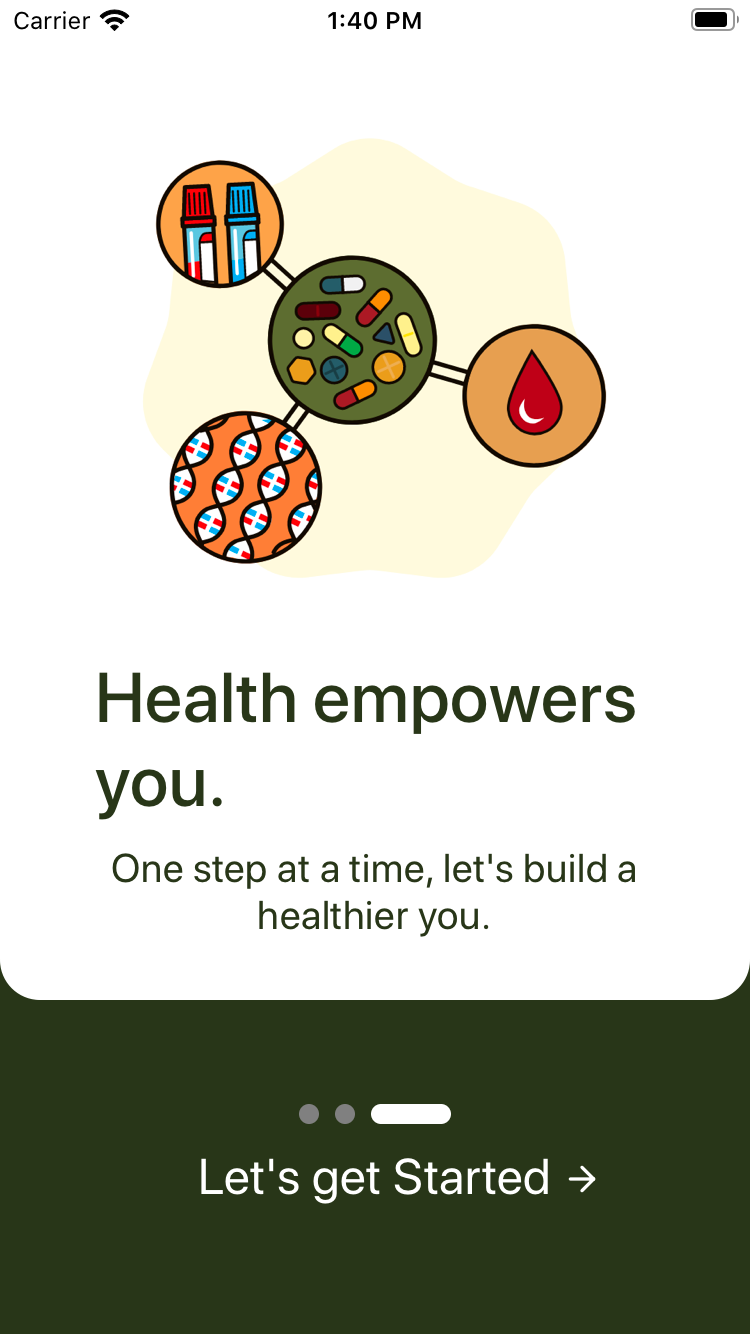 Carrier 1:40 PM
Health empowers
you.
One step at a time, let's build a
healthier you.
Let's get Started →